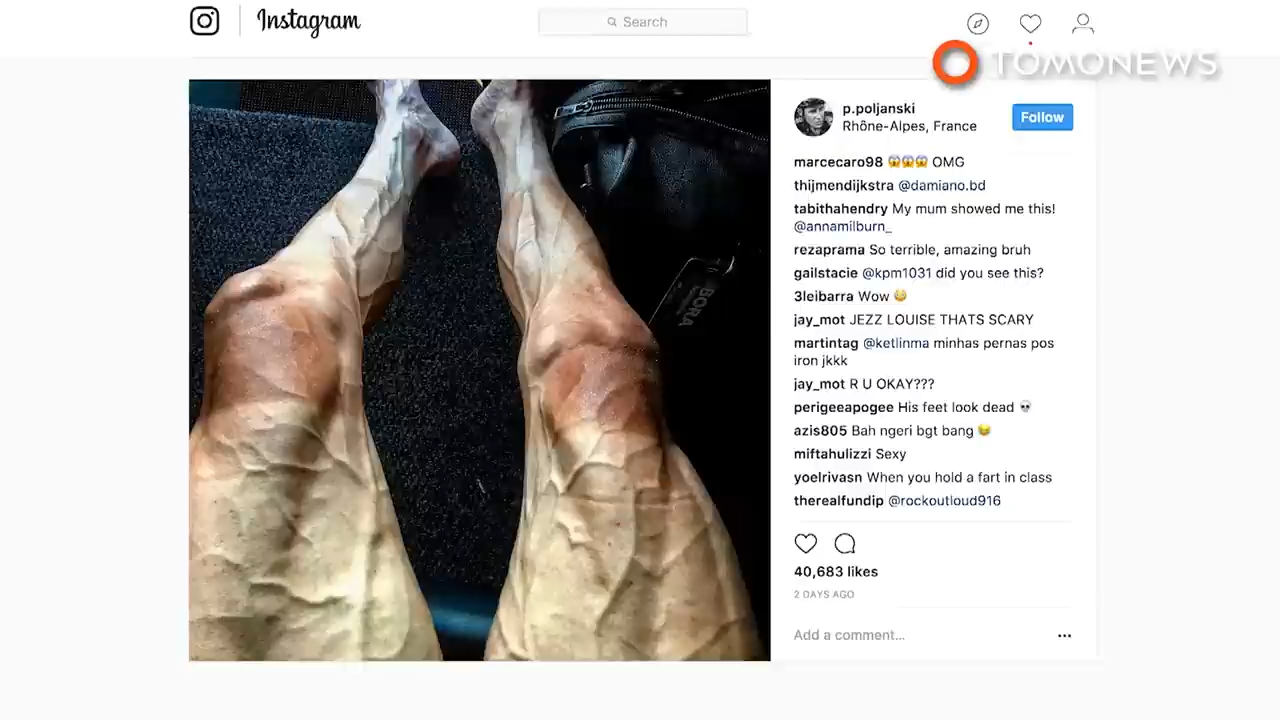 Instagram
Search
TOMONEWS
p.poljanski
Rhône-Alpes, France
Follow
marcecaro98 😱😱😱 OMG
thijmendijkstra @damiano.bd
tabithahendry My mum showed me this!
@annamilburn_
rezaprama So terrible, amazing bruh
gailstacie @kpm1031 did you see this?
3leibarra Wow 😳
jay_mot JEZZ LOUISE THATS SCARY
martintag @ketlinma minhas pernas pos
iron jkkk
jay_mot R U OKAY???
perigeeapogee His feet look dead 💀
azis805 Bah ngeri bgt bang 😂
miftahulizzi Sexy
yoelrivasn When you hold a fart in class
therealfundip @rockoutloud916
40,683 likes
2 DAYS AGO
Add a comment...
BORA